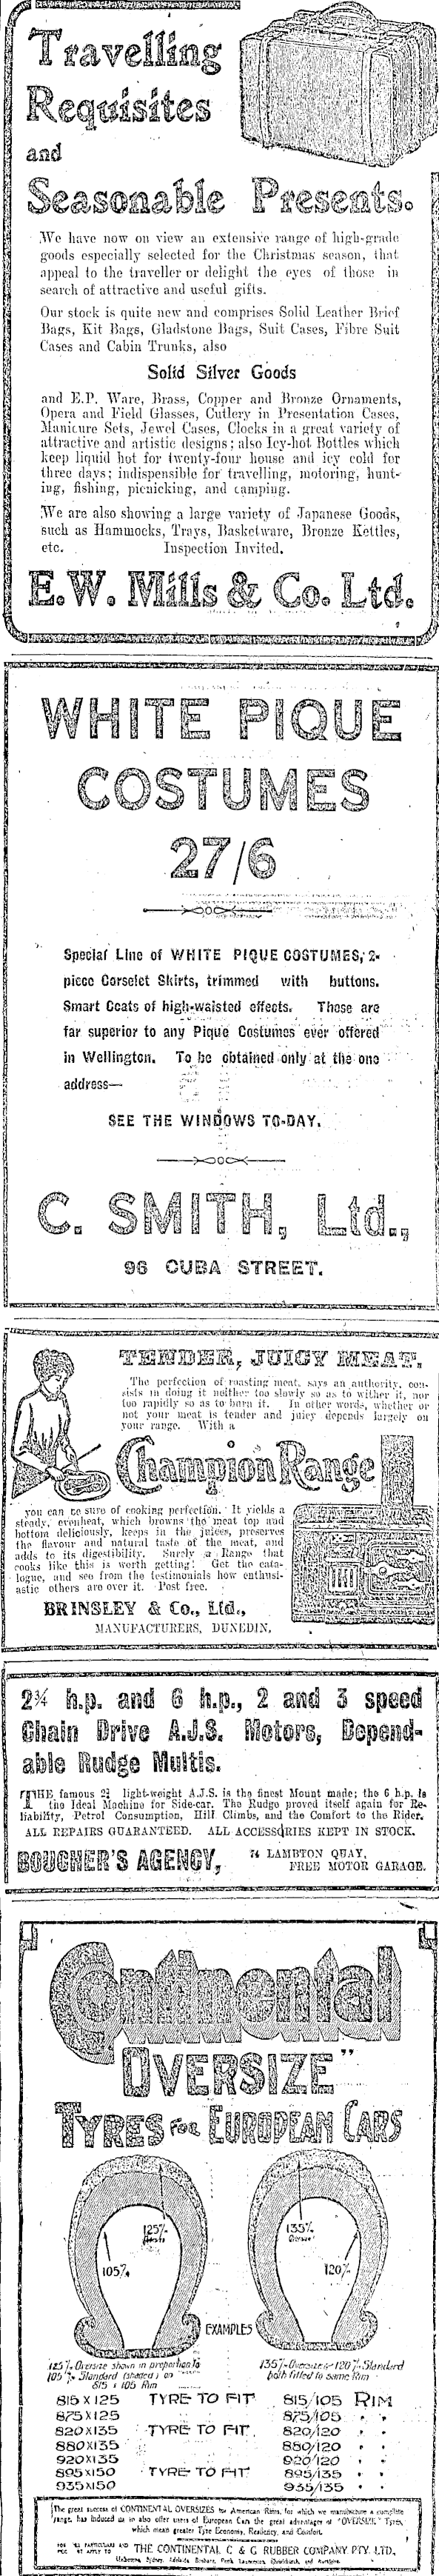 Travelling
Requisites
and
Seasonable Presents.
We have now on view an extensive range of high-grade
goods especially selected for the Christmas season, that
appeal to the traveller or delight the eyes of those in
search of attractive and useful gifts.
Our stock is quite new and comprises Solid Leather Brief
Bags, Kit Bags, Gladstone Bags, Suit Cases, Fibre Suit
Cases and Cabin Trunks, also
Solid Silver Goods
and E.P. Ware, Brass, Copper and Bronze Ornaments,
Opera and Field Glasses, Cutlery in Presentation Cases,
Manicure Sets, Jewel Cases, Clocks in a great variety of
attractive and artistic designs; also Icy-hot Bottles which
keep liquid hot for twenty-four house and icy cold for
three days; indispensible for travelling, motoring, hunt-
ing, fishing, picnicking, and camping.
We are also showing a large variety of Japanese Goods,
such as Hammocks, Trays, Basketware, Bronze Kettles,
etc. Inspection Invited.
E.W. Mills & Co. Ltd.
WHITE PIQUE
COSTUMES
27/6
Special Line of WHITE PIQUE COSTUMES, 2-
piece Corselet Skirts, trimmed with buttons.
Smart Coats of high-waisted effects. These are
far superior to any Pique Costumes ever offered
in Wellington. To be obtained only at the one
address—
SEE THE WINDOWS TO-DAY.
C. SMITH, Ltd.,
96 CUBA STREET.
TENDER, JUICY MEAT.
The perfection of roasting meat, says an authority, con-
sists in doing it neither too slowly so as to wither it, nor
too rapidly so as to burn it. In other words, whether or
not your meat is tender and juicy depends largely on
your range. With a
Champion Range
you can be sure of cooking perfection. It yields a
steady, even heat, which browns the meat top and
bottom deliciously, keeps in the juices, preserves
the flavour and natural taste of the meat, and
adds to its digestibility. Surely a Range that
cooks like this is worth getting! Get the cata-
logue, and see from the testimonials how enthusi-
astic others are over it. Post free.
BRINSLEY & Co., Ltd.,
MANUFACTURERS, DUNEDIN.
2¾ h.p. and 6 h.p., 2 and 3 speed
Chain Drive A.J.S. Motors, Depend-
able Rudge Multis.
THE famous 2¾ light-weight A.J.S. is the finest Mount made; the 6 h.p. is
the Ideal Machine for Side-car. The Rudge proved itself again for Re-
liability, Petrol Consumption, Hill Climbs, and the Comfort to the Rider.
ALL REPAIRS GUARANTEED. ALL ACCESSORIES KEPT IN STOCK.
BOUCHER'S AGENCY,
74 LAMBTON QUAY,
FREE MOTOR GARAGE.
Continental
OVERSIZE"
TYRES FOR EUROPEAN CARS
125%
135%
105%
120%
EXAMPLES
125% Oversize shown in proportion to
105% Standard (shaded) on
815 x 105 Rim
135% Oversize & 120% Standard
both fitted to same Rim
815 X 125 TYRE TO FIT 815/105 RIM
875 X 125 875/105 " "
820 X 135 TYRE TO FIT 820/120 " "
880 X 135 880/120 " "
920 X 135 920/120 " "
895 X 150 TYRE TO FIT 895/135 " "
935 X 150 935/135 " "
The great success of CONTINENTAL OVERSIZES for American Rims, for which we manufacture a complete
range, has induced us to also offer users of European Cars the great advantages of "OVERSIZE" Tyres,
which mean greater Tyre Economy, Resiliency, and Comfort.
THE CONTINENTAL C & G RUBBER COMPANY PTY. LTD.,